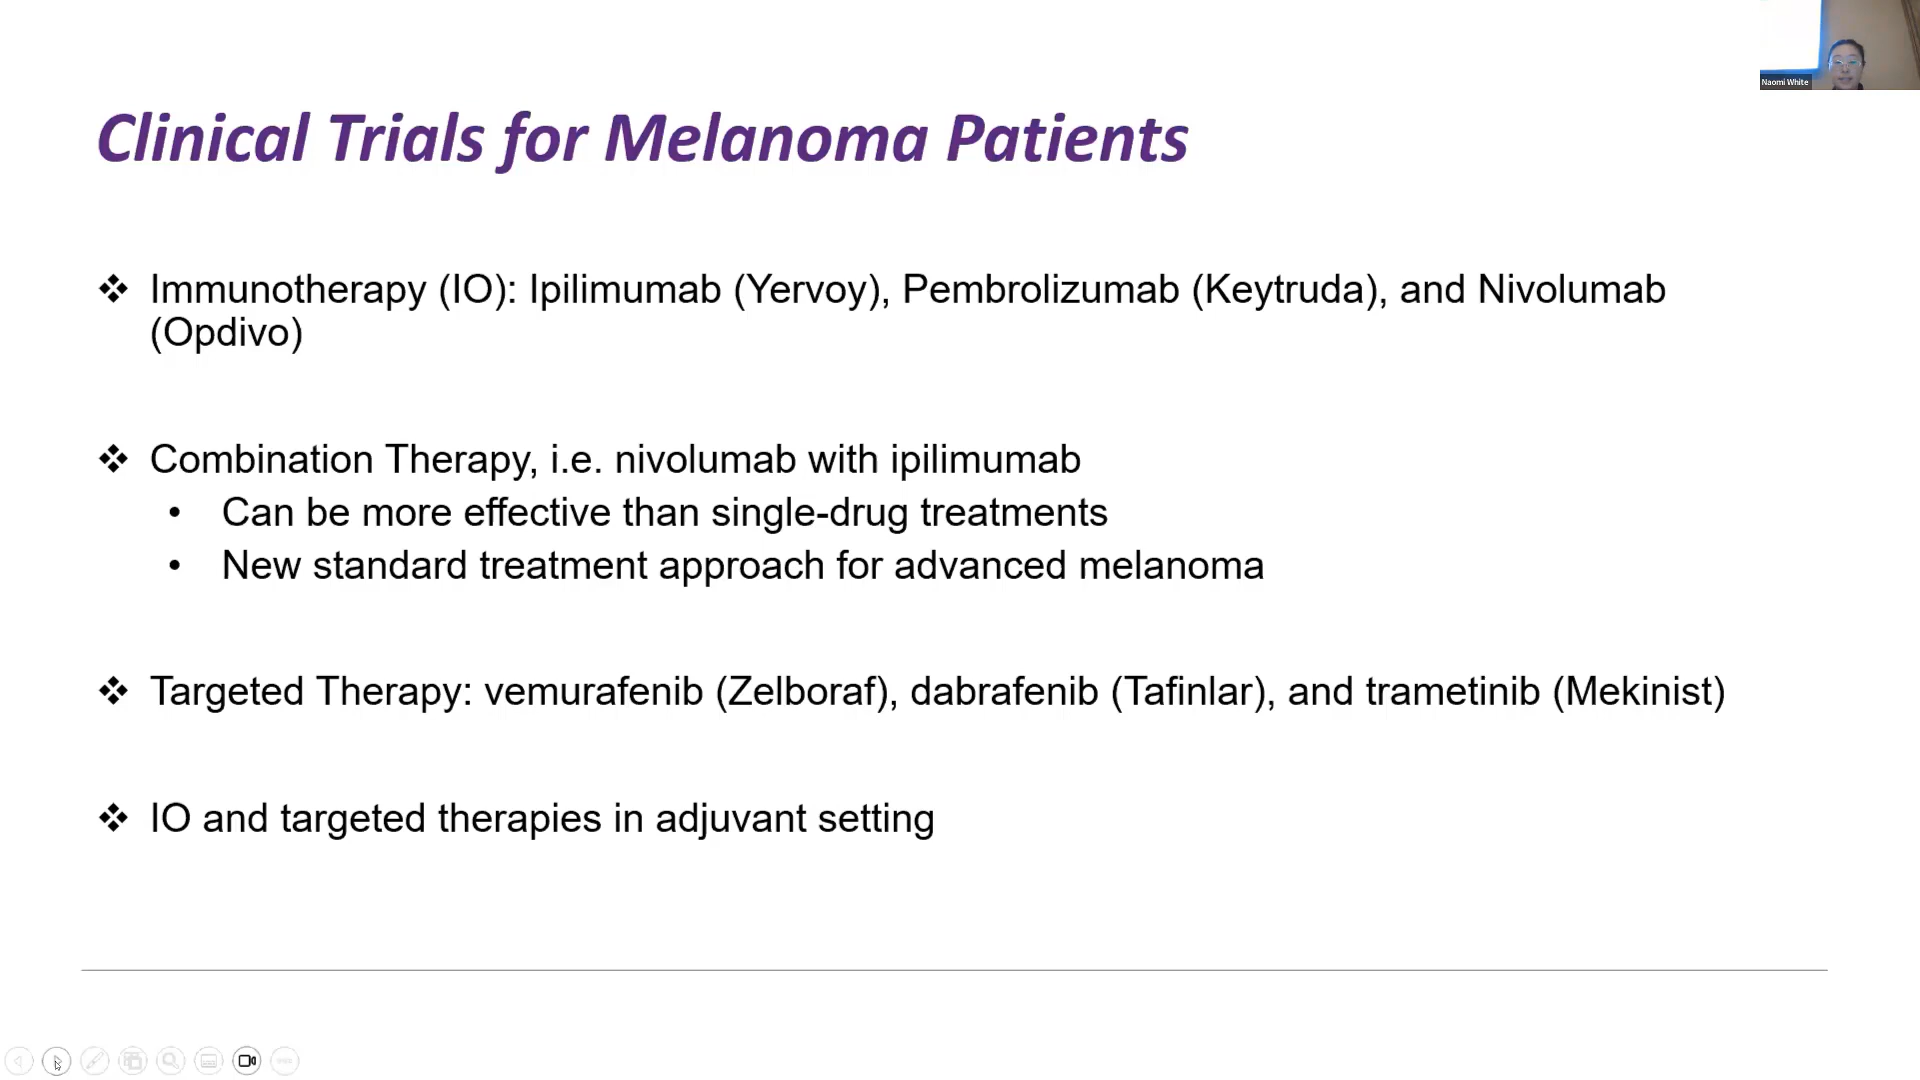 Naomi White
Clinical Trials for Melanoma Patients
❖ Immunotherapy (IO): Ipilimumab (Yervoy), Pembrolizumab (Keytruda), and Nivolumab
(Opdivo)
❖ Combination Therapy, i.e. nivolumab with ipilimumab
• Can be more effective than single-drug treatments
• New standard treatment approach for advanced melanoma
❖ Targeted Therapy: vemurafenib (Zelboraf), dabrafenib (Tafinlar), and trametinib (Mekinist)
❖ IO and targeted therapies in adjuvant setting